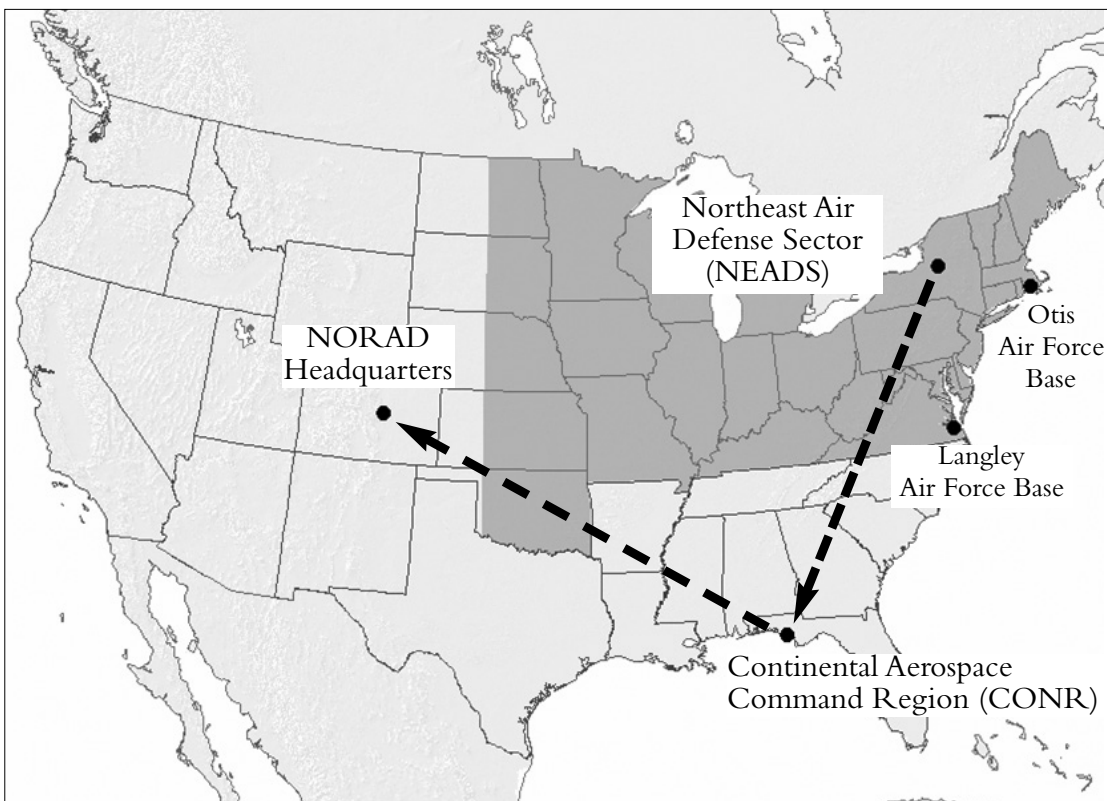 Northeast Air
Defense Sector
(NEADS)
NORAD
Headquarters
Otis
Air Force
Base
Langley
Air Force Base
Continental Aerospace
Command Region (CONR)